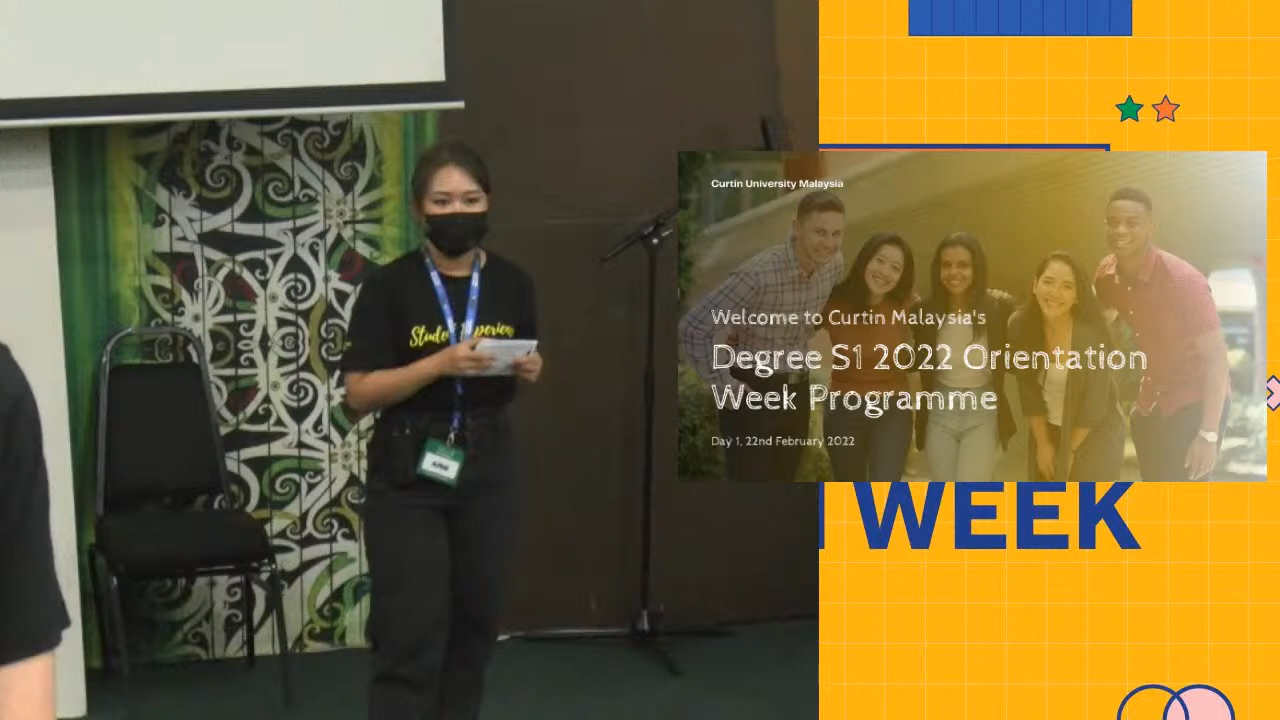 Curtin University Malaysia
Welcome to Curtin Malaysia's
Degree S1 2022 Orientation
Week Programme
Day 1, 22nd February 2022
WEEK